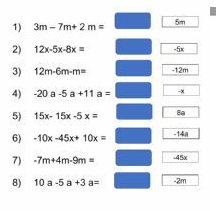 1) 3m – 7m+ 2 m = 5m
2) 12x-5x-8x = -5x
3) 12m-6m-m= -12m
4) -20 a -5 a +11 a = -x
5) 15x- 15x -5 x = 8a
6) -10x -45x+ 10x = -14a
7) -7m+4m-9m = -45x
8) 10 a -5 a +3 a= -2m